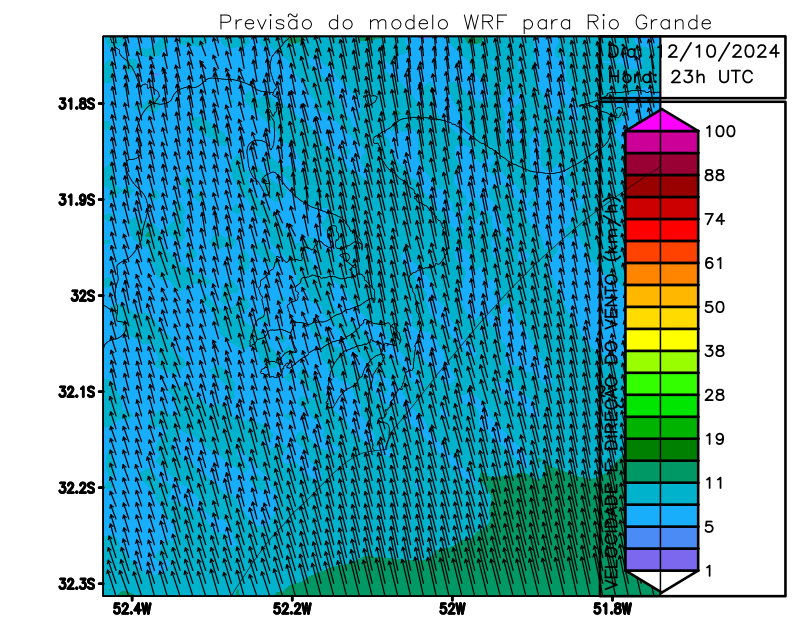 Previsão do modelo WRF para Rio Grande
Dia: 12/10/2024
Hora: 23h UTC
31.8S
31.9S
32S
32.1S
32.2S
32.3S
52.4W
52.2W
52W
51.8W
VELOCIDADE E DIREÇÃO DO VENTO (km/h)
100
88
74
61
50
38
28
19
11
5
1